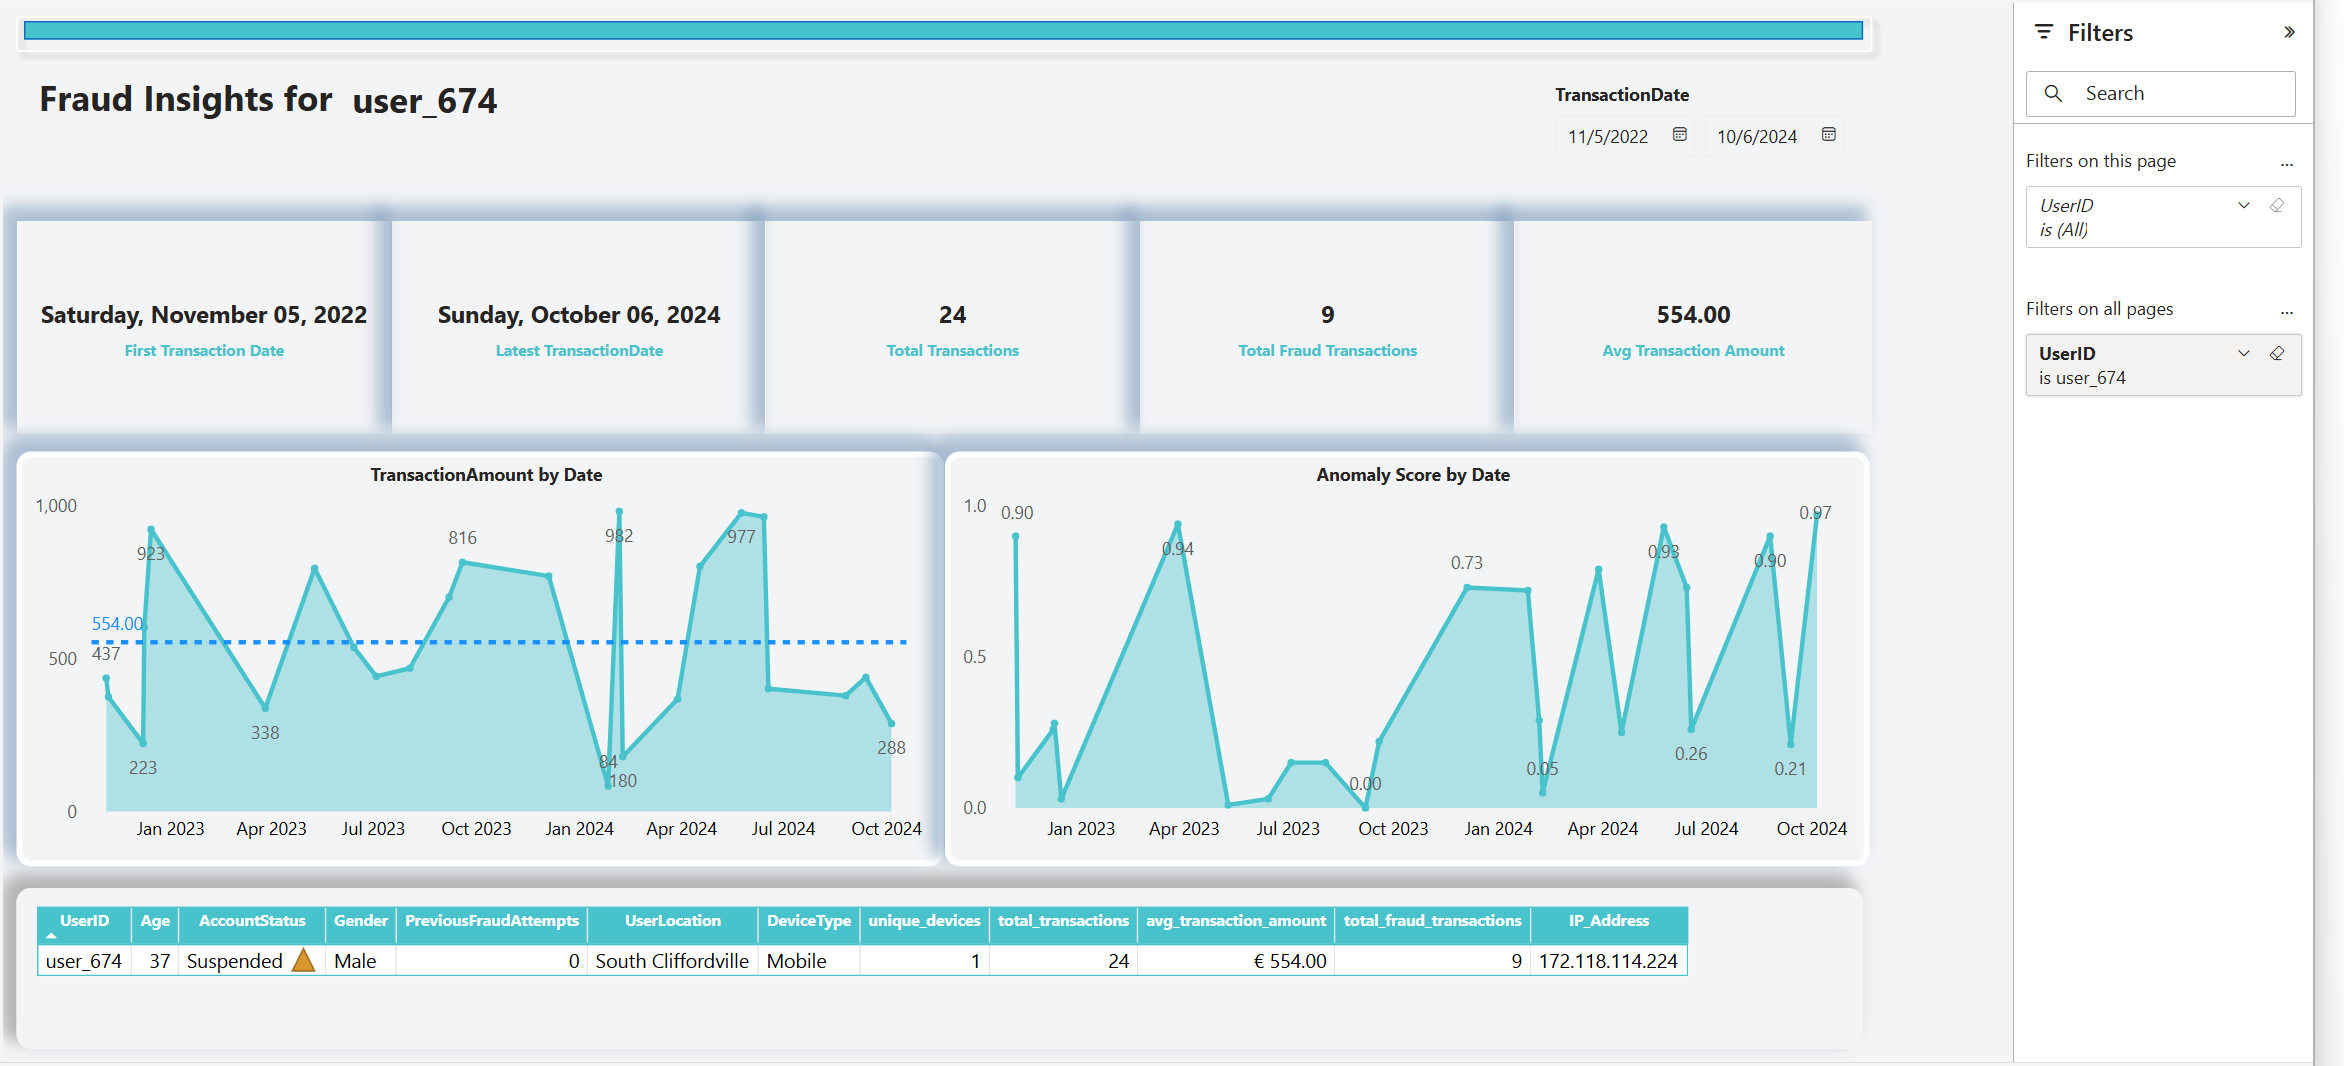 Fraud Insights for user_674
TransactionDate
11/5/2022 10/6/2024
Saturday, November 05, 2022
First Transaction Date
Sunday, October 06, 2024
Latest TransactionDate
24
Total Transactions
9
Total Fraud Transactions
554.00
Avg Transaction Amount
TransactionAmount by Date
1,000
500
0
923
554.00
437
223
338
816
982
84
180
977
288
Jan 2023 Apr 2023 Jul 2023 Oct 2023 Jan 2024 Apr 2024 Jul 2024 Oct 2024
Anomaly Score by Date
1.0
0.5
0.0
0.90
0.94
0.00
0.73
0.05
0.93
0.26
0.90
0.21
0.97
Jan 2023 Apr 2023 Jul 2023 Oct 2023 Jan 2024 Apr 2024 Jul 2024 Oct 2024
UserID Age AccountStatus Gender PreviousFraudAttempts UserLocation DeviceType unique_devices total_transactions avg_transaction_amount total_fraud_transactions IP_Address
user_674 37 Suspended Male 0 South Cliffordville Mobile 1 24 € 554.00 9 172.118.114.224
Filters
Search
Filters on this page ...
UserID
is (All)
Filters on all pages ...
UserID
is user_674